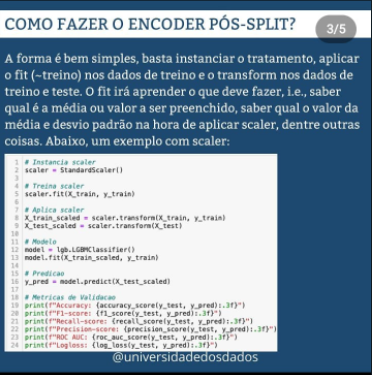 COMO FAZER O ENCODER PÓS-SPLIT?
3/5
A forma é bem simples, basta instanciar o tratamento, aplicar
o fit (~treino) nos dados de treino e o transform nos dados de
treino e teste. O fit irá aprender o que deve fazer, i.e., saber
qual é a média ou valor a ser preenchido, saber qual o valor da
média e desvio padrão na hora de aplicar scaler, dentre outras
coisas. Abaixo, um exemplo com scaler:
1 # Instancia scaler
2 scaler = StandardScaler()
3
4 # Treina scaler
5 scaler.fit(X_train, y_train)
6
7 # Aplica scaler
8 X_train_scaled = scaler.transform(X_train, y_train)
9 X_test_scaled = scaler.transform(X_test)
10
11 # Modelo
12 model = lgb.LGBMClassifier()
13 model.fit(X_train_scaled, y_train)
14
15 # Predicao
16 y_pred = model.predict(X_test_scaled)
17
18 # Metricas de Validacao
19 print(f"Accuracy: {accuracy_score(y_test, y_pred):.3f}")
20 print(f"F1-score: {f1_score(y_test, y_pred):.3f}")
21 print(f"Recall-score: {recall_score(y_test, y_pred):.3f}")
22 print(f"Precision-score: {precision_score(y_test, y_pred):.3f}")
23 print(f"ROC AUC: {roc_auc_score(y_test, y_pred):.3f}")
24 print(f"Logloss: {log_loss(y_test, y_pred):.3f}")
@universidadedosdados